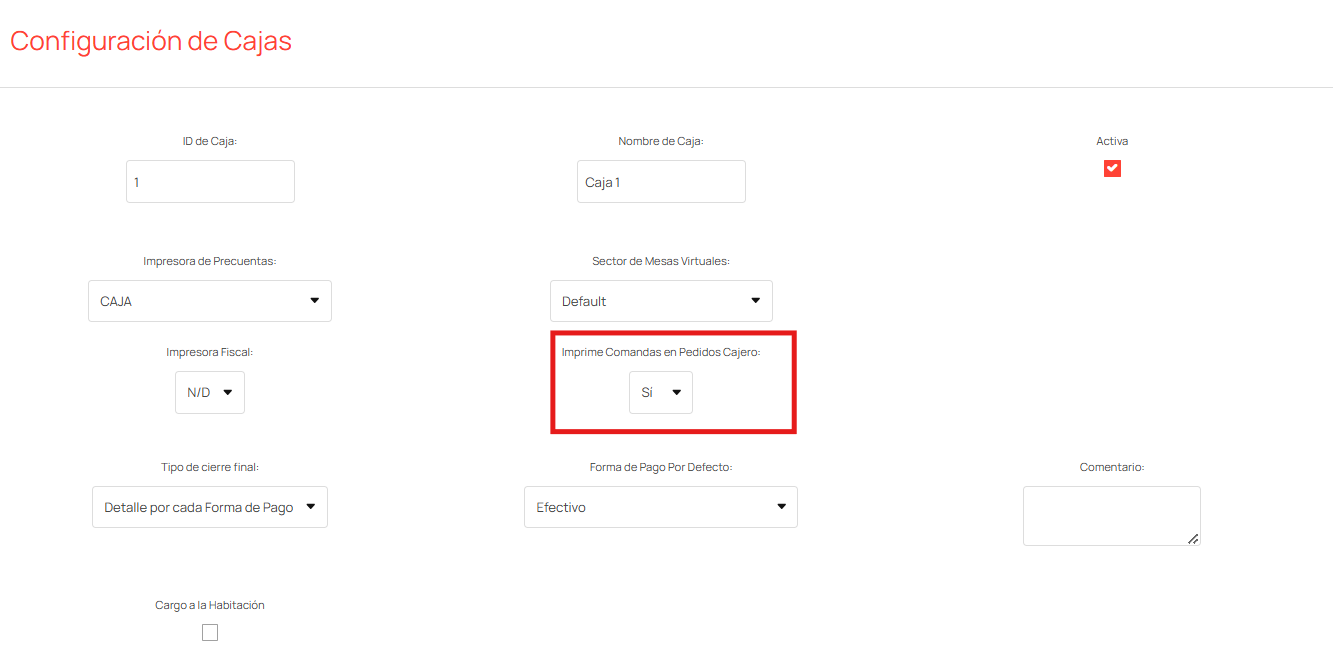 Configuración de Cajas
ID de Caja:
Nombre de Caja:
Activa
1
Caja 1
Impresora de Precuentas:
Sector de Mesas Virtuales:
CAJA
Default
Impresora Fiscal:
Imprime Comandas en Pedidos Cajero:
N/D
Sí
Tipo de cierre final:
Forma de Pago Por Defecto:
Comentario:
Detalle por cada Forma de Pago
Efectivo
Cargo a la Habitación